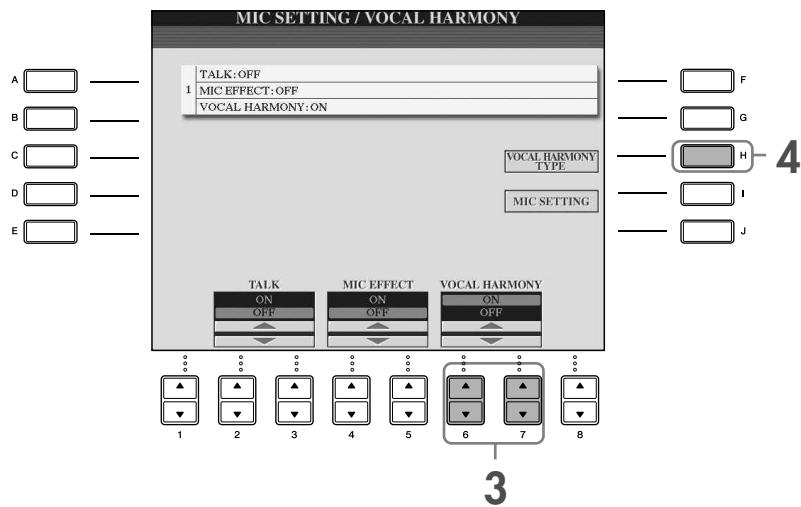 MIC SETTING / VOCAL HARMONY
TALK:OFF
1 MIC EFFECT:OFF
VOCAL HARMONY:ON
A
B
C
D
E
F
G
H
I
J
4
VOCAL HARMONY
TYPE
MIC SETTING
TALK MIC EFFECT VOCAL HARMONY
ON ON ON
OFF OFF OFF
1 2 3 4 5 6 7 8
3